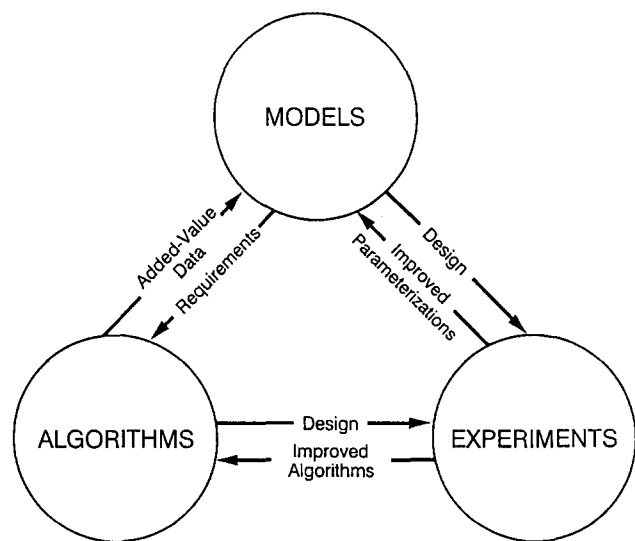 MODELS
Added-Value
Data
Requirements
Design
Improved
Parameterizations
ALGORITHMS
Design
Improved
Algorithms
EXPERIMENTS